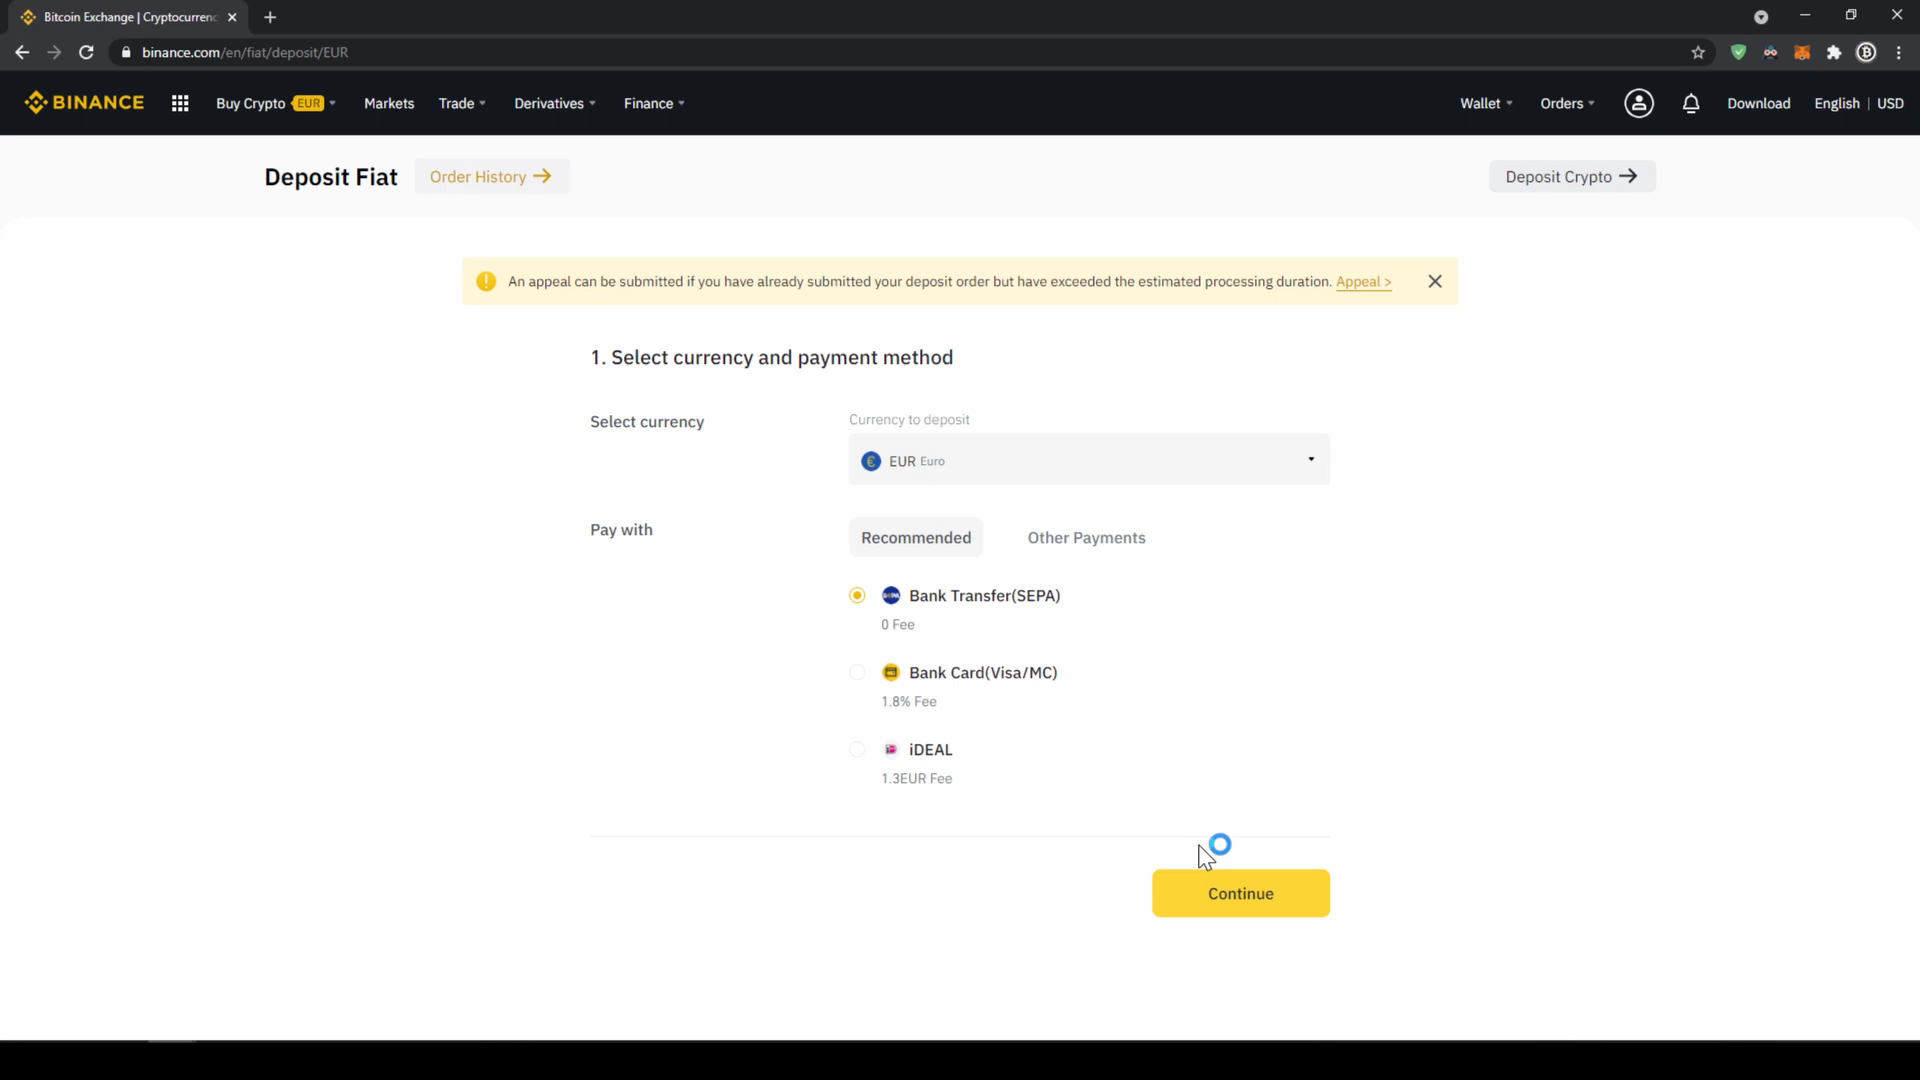 Bitcoin Exchange | Cryptocurrenc
binance.com/en/fiat/deposit/EUR
BINANCE
Buy Crypto EUR
Markets
Trade
Derivatives
Finance
Wallet
Orders
Download
English | USD
Deposit Fiat
Order History
Deposit Crypto
An appeal can be submitted if you have already submitted your deposit order but have exceeded the estimated processing duration. Appeal >
1. Select currency and payment method
Select currency
Currency to deposit
EUR Euro
Pay with
Recommended
Other Payments
Bank Transfer(SEPA)
0 Fee
Bank Card(Visa/MC)
1.8% Fee
iDEAL
1.3EUR Fee
Continue